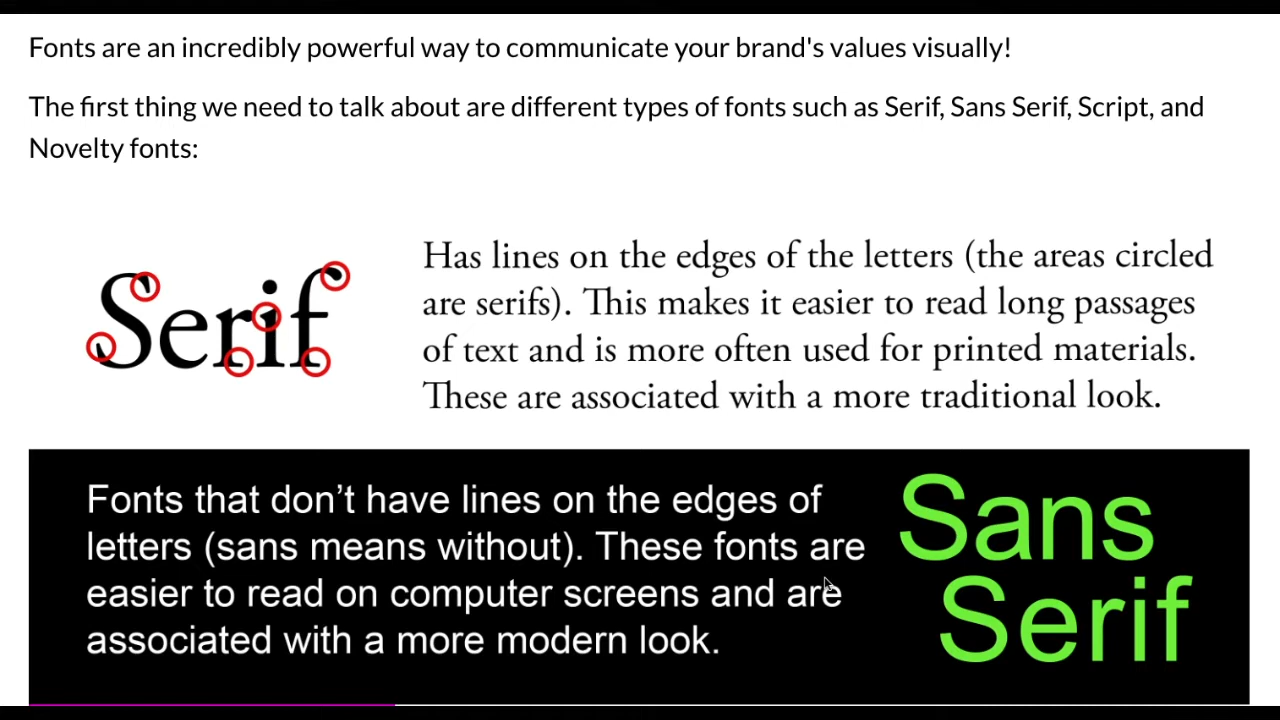 Fonts are an incredibly powerful way to communicate your brand's values visually!
The first thing we need to talk about are different types of fonts such as Serif, Sans Serif, Script, and
Novelty fonts:
Serif
Has lines on the edges of the letters (the areas circled
are serifs). This makes it easier to read long passages
of text and is more often used for printed materials.
These are associated with a more traditional look.
Fonts that don’t have lines on the edges of
letters (sans means without). These fonts are
easier to read on computer screens and are
associated with a more modern look.
Sans
Serif